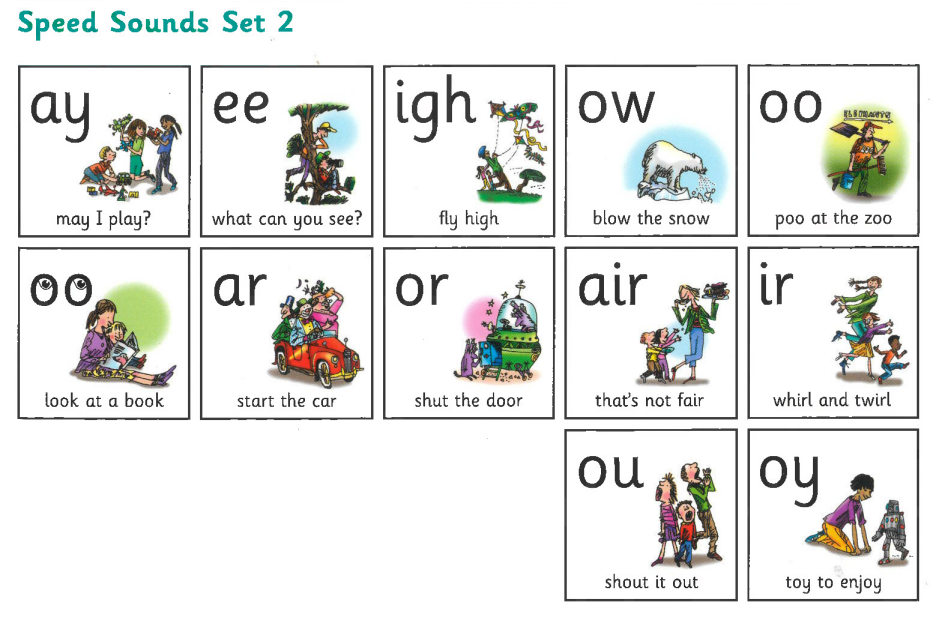 Speed Sounds Set 2
ay
may I play?
ee
what can you see?
igh
fly high
ow
blow the snow
oo
poo at the zoo
oo
look at a book
ar
start the car
or
shut the door
air
that's not fair
ir
whirl and twirl
ou
shout it out
oy
toy to enjoy